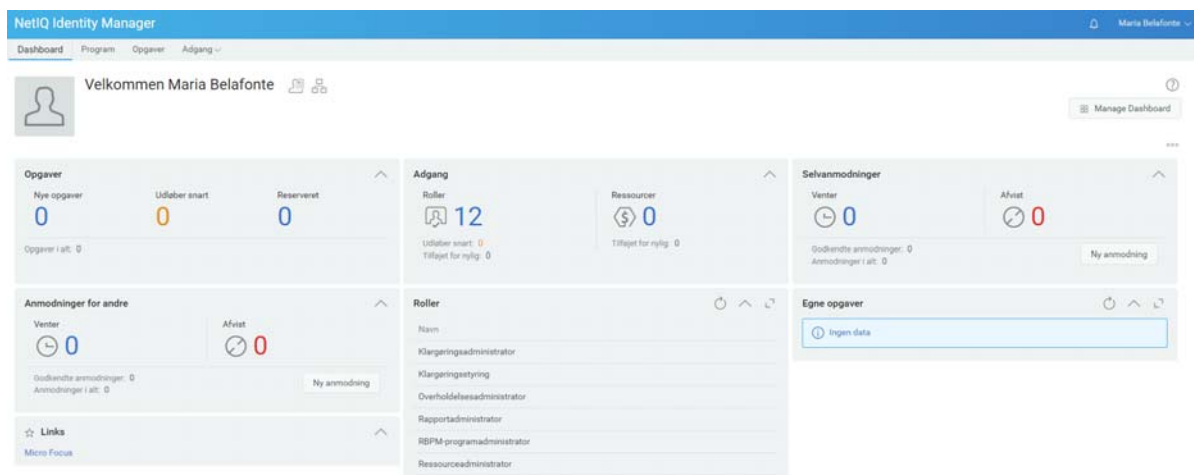 NetIQ Identity Manager
Maria Belafonte
Dashboard Program Opgaver Adgang
Velkommen Maria Belafonte
Manage Dashboard
Opgaver
Nye opgaver Udløber snart Reserveret
0 0 0
Opgaver i alt: 0
Adgang
Roller Ressourcer
12 0
Udløber snart: 0
Tilføjet for nylig: 0
Tilføjet for nylig: 0
Selvanmodninger
Venter Afvist
0 0
Godkendte anmodninger: 0
Anmodninger i alt: 0
Ny anmodning
Anmodninger for andre
Venter Afvist
0 0
Godkendte anmodninger: 0
Anmodninger i alt: 0
Ny anmodning
Links
Micro Focus
Roller
Navn
Klargøringsadministrator
Klargøringsstyring
Overholdelsesadministrator
Rapportadministrator
RBPM-programadministrator
Ressourceadministrator
Egne opgaver
Ingen data